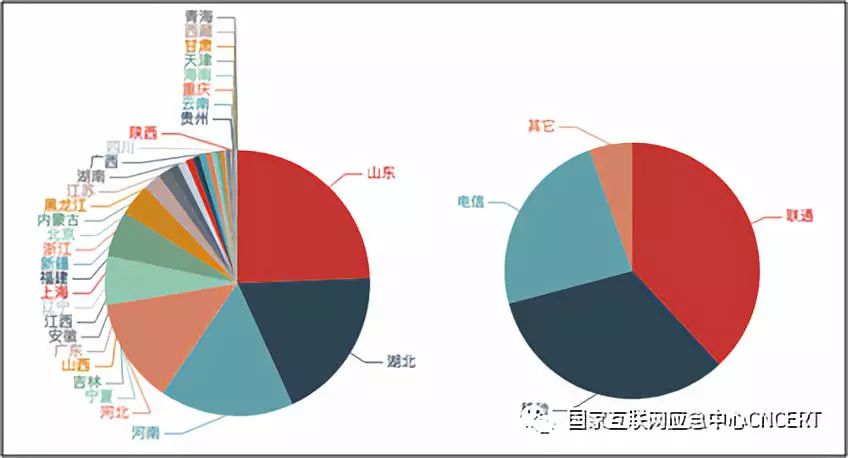 青海
西藏
甘肃
天建
海南
重庆
云南
贵州
陕西
四川
广西
湖南
江苏
黑龙江
内蒙古
北京
浙江
新疆
福建
上海
辽宁
江西
安徽
广东
山西
吉林
宁夏
河北
河南
山东
湖北
其它
电信
联通
国家互联网应急中心CNCERT